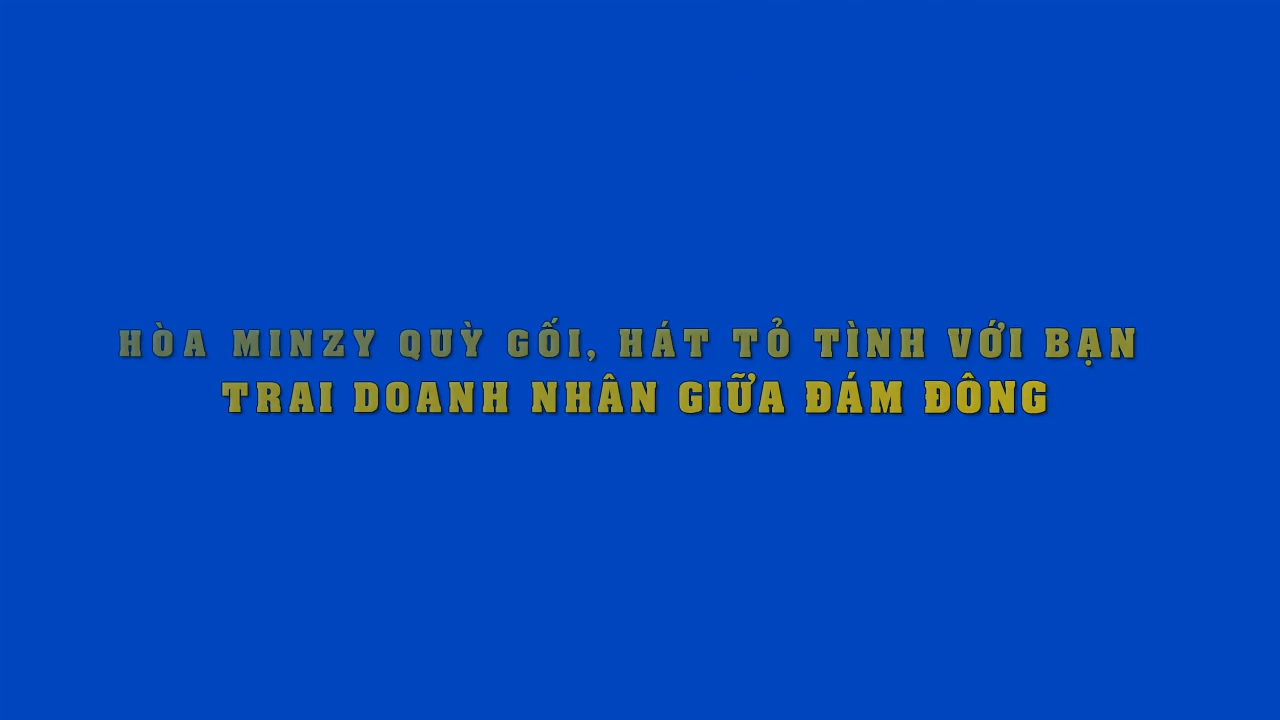 HÒA MINZY QUỲ GỐI, HÁT TỎ TÌNH VỚI BẠN
TRAI DOANH NHÂN GIỮA ĐÁM ĐÔNG